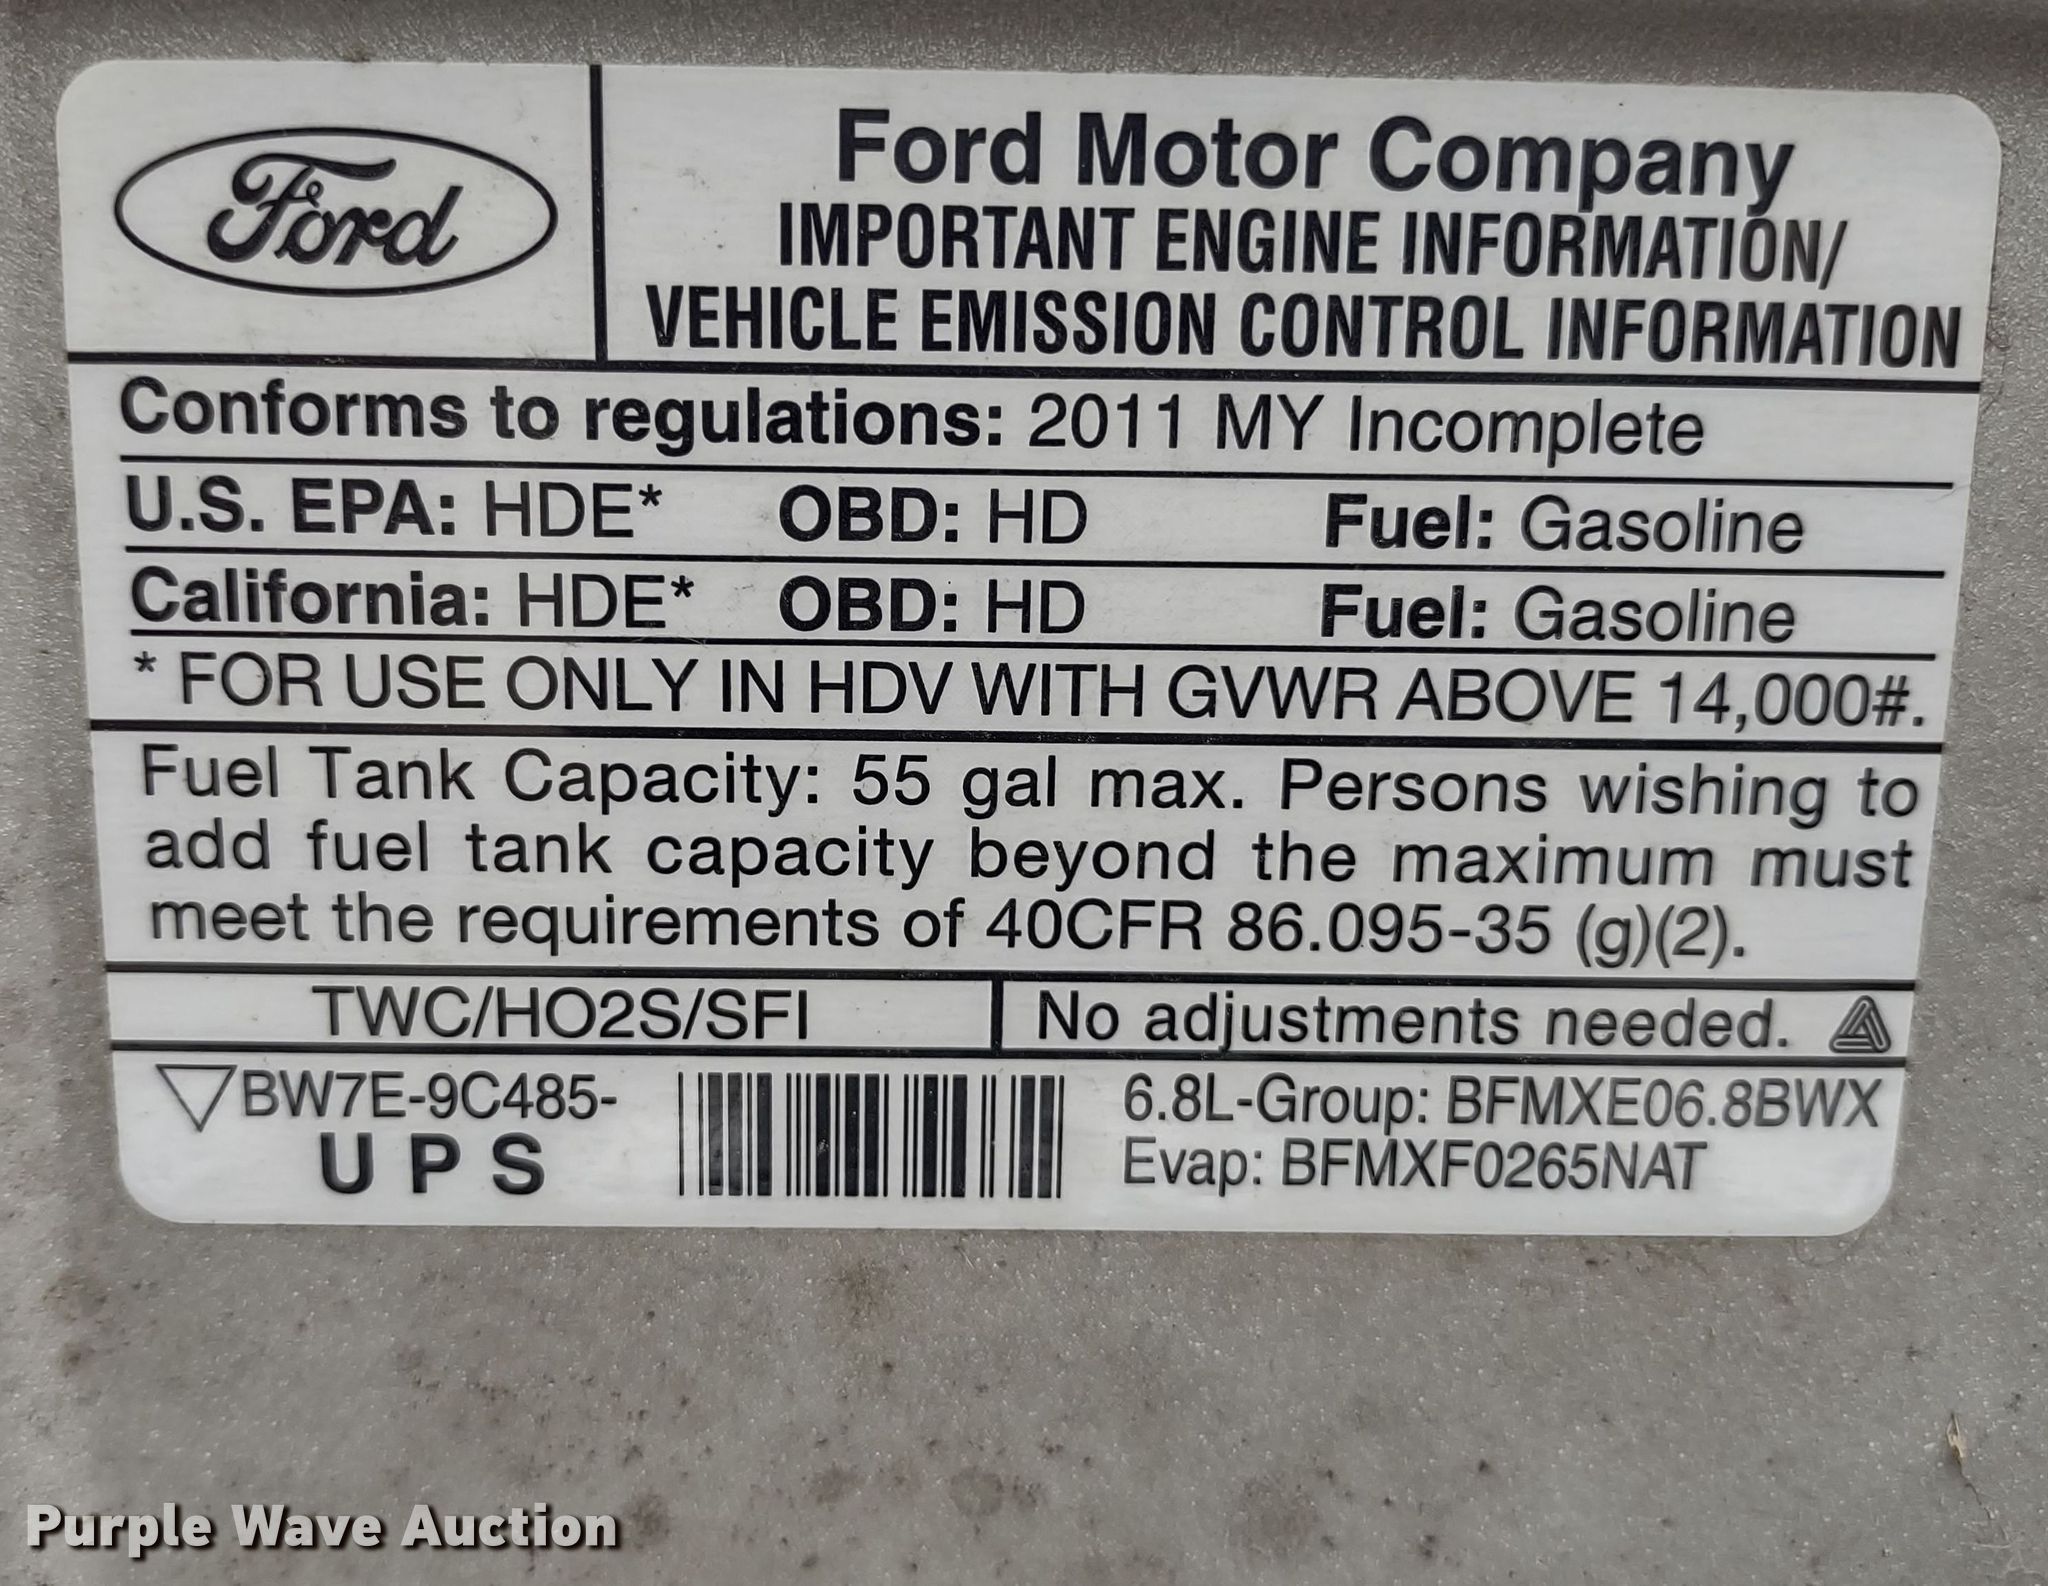 Ford
Ford Motor Company
IMPORTANT ENGINE INFORMATION/
VEHICLE EMISSION CONTROL INFORMATION
Conforms to regulations: 2011 MY Incomplete
U.S. EPA: HDE* OBD: HD Fuel: Gasoline
California: HDE* OBD: HD Fuel: Gasoline
* FOR USE ONLY IN HDV WITH GVWR ABOVE 14,000#.
Fuel Tank Capacity: 55 gal max. Persons wishing to
add fuel tank capacity beyond the maximum must
meet the requirements of 40CFR 86.095-35 (g)(2).
TWC/HO2S/SFI No adjustments needed.
BW7E-9C485-
U P S
6.8L-Group: BFMXE06.8BWX
Evap: BFMXF0265NAT
Purple Wave Auction